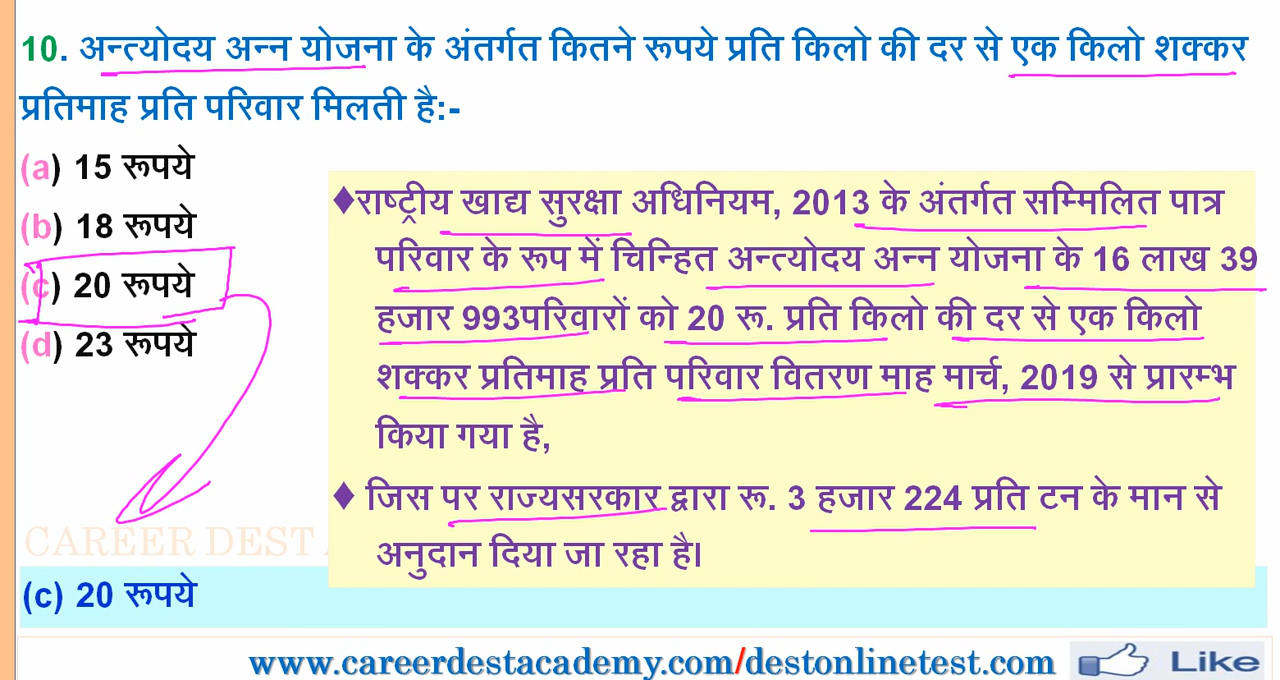 10. अन्त्योदय अन्न योजना के अंतर्गत कितने रूपये प्रति किलो की दर से एक किलो शक्कर
प्रतिमाह प्रति परिवार मिलती है:-
(a) 15 रूपये
(b) 18 रूपये
(c) 20 रूपये
(d) 23 रूपये
♦राष्ट्रीय खाद्य सुरक्षा अधिनियम, 2013 के अंतर्गत सम्मिलित पात्र
परिवार के रूप में चिन्हित अन्त्योदय अन्न योजना के 16 लाख 39
हजार 993परिवारों को 20 रू. प्रति किलो की दर से एक किलो
शक्कर प्रतिमाह प्रति परिवार वितरण माह मार्च, 2019 से प्रारम्भ
किया गया है,
♦ जिस पर राज्यसरकार द्वारा रू. 3 हजार 224 प्रति टन के मान से
अनुदान दिया जा रहा है।
CAREER DEST A
(c) 20 रूपये
www.careerdestacademy.com/destonlinetest.com Like